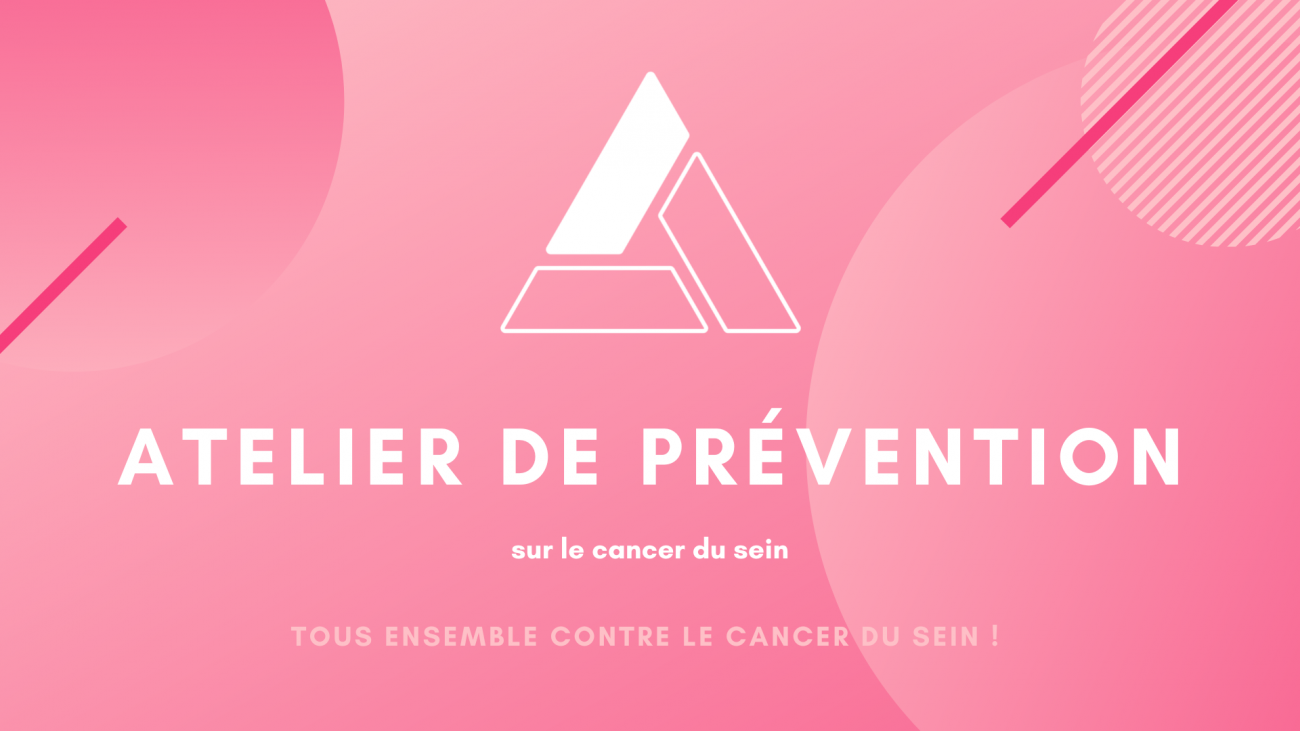 ATELIER DE PRÉVENTION
sur le cancer du sein
TOUS ENSEMBLE CONTRE LE CANCER DU SEIN !